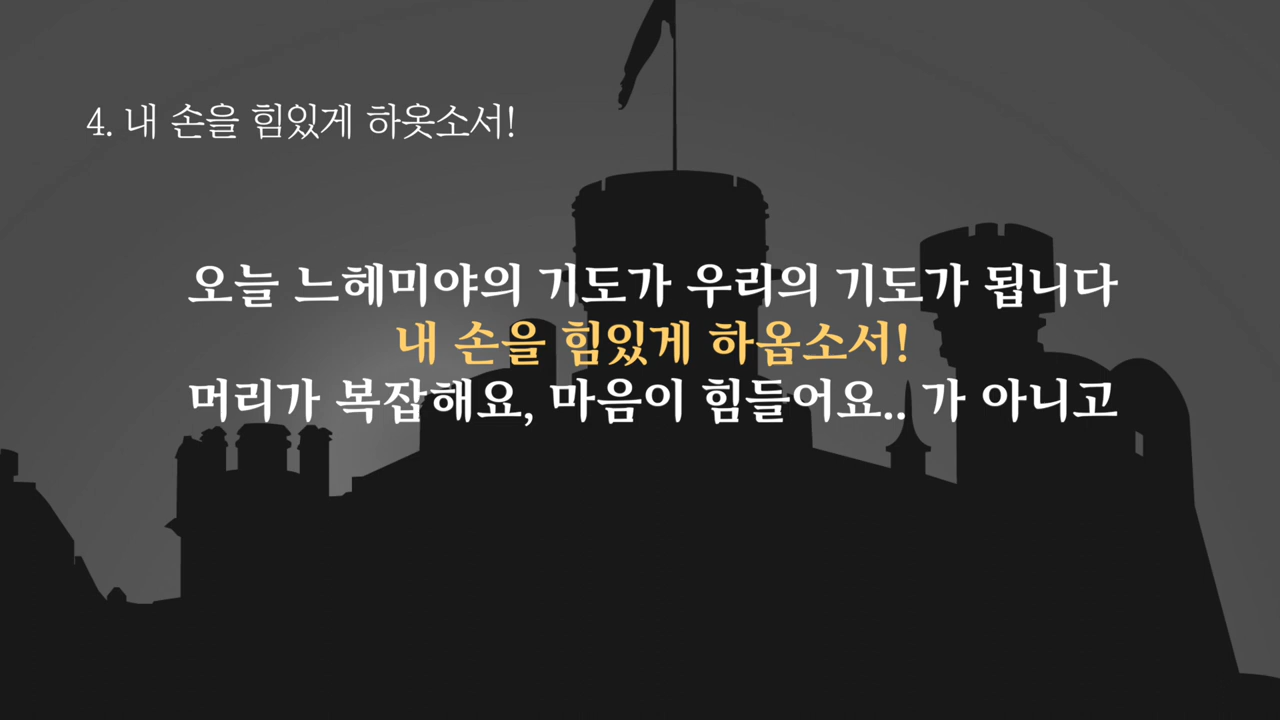 4. 내 손을 힘있게 하옷소서!
오늘 느헤미야의 기도가 우리의 기도가 됩니다
내 손을 힘있게 하옵소서!
머리가 복잡해요, 마음이 힘들어요.. 가 아니고